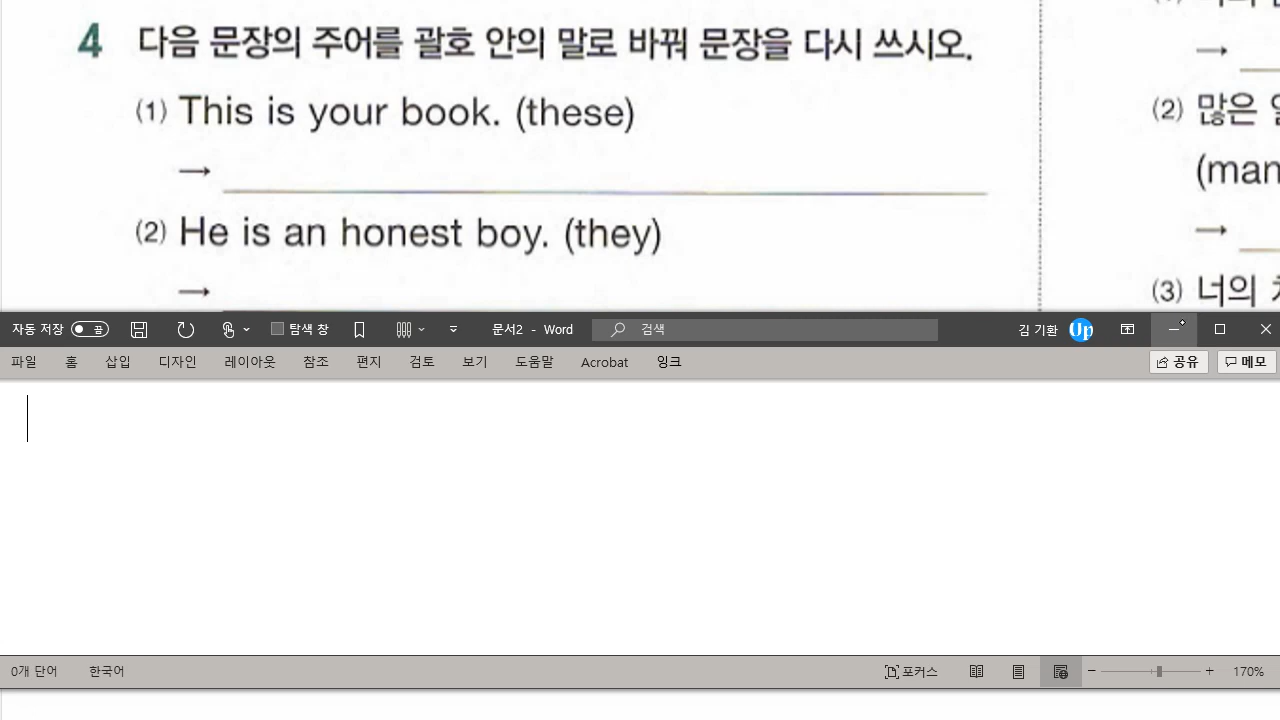 4 다음 문장의 주어를 괄호 안의 말로 바꿔 문장을 다시 쓰시오.
(1) This is your book. (these)
→
(2) He is an honest boy. (they)
→
→
(2) 많은
(man
→
(3) 너의
자동 저장 끔 탐색 창 문서2 - Word 검색 김 기환 Up
파일 홈 삽입 디자인 레이아웃 참조 편지 검토 보기 도움말 Acrobat 잉크 공유 메모
0개 단어 한국어 포커스 − + 170%